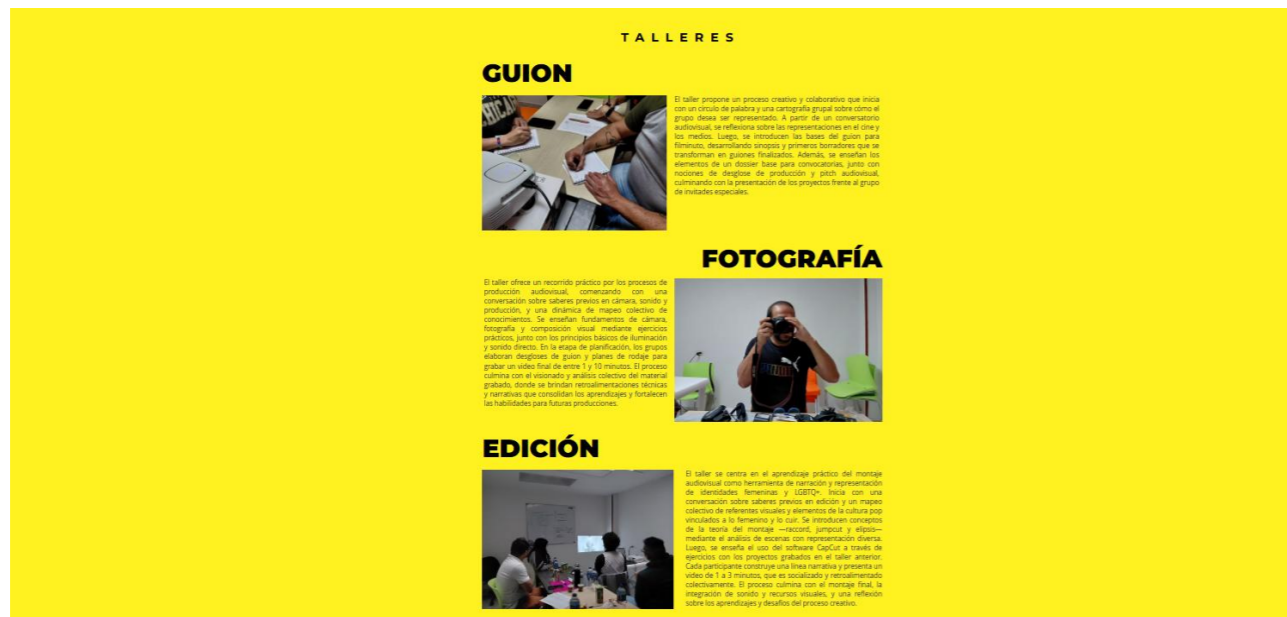 TALLERES
GUION
El taller propone un proceso creativo y colaborativo que inicia
con un círculo de palabra y una cartografía grupal sobre cómo el
grupo desea ser representado. A partir de un conversatorio
audiovisual, se reflexiona sobre las representaciones en el cine y
los medios. Luego, se introducen las bases del guion para
filminuto, desarrollando sinopsis y primeros borradores que se
transforman en guiones finalizados. Además, se enseñan los
elementos de un dossier base para convocatorias, junto con
nociones de desglose de producción y pitch audiovisual,
culminando con la presentación de los proyectos frente al grupo
de invitades especiales.
FOTOGRAFÍA
El taller ofrece un recorrido práctico por los procesos de
producción audiovisual, comenzando con una
conversación sobre saberes previos en cámara, sonido y
producción, y una dinámica de mapeo colectivo de
conocimientos. Se enseñan fundamentos de cámara,
fotografía y composición visual mediante ejercicios
prácticos, junto con los principios básicos de iluminación
y sonido directo. En la etapa de planificación, los grupos
elaboran desgloses de guion y planes de rodaje para
grabar un video final de entre 1 y 10 minutos. El proceso
culmina con el visionado y análisis colectivo del material
grabado, donde se brindan retroalimentaciones técnicas
y narrativas que consolidan los aprendizajes y fortalecen
las habilidades para futuras producciones.
PUMA
EDICIÓN
El taller se centra en el aprendizaje práctico del montaje
audiovisual como herramienta de narración y representación
de identidades femeninas y LGBTQ+. Inicia con una
conversación sobre saberes previos en edición y un mapeo
colectivo de referentes visuales y elementos de la cultura pop
vinculados a lo femenino y lo cuir. Se introducen conceptos
de la teoría del montaje —raccord, jumpcut y elipsis—
mediante el análisis de escenas con representación diversa.
Luego, se enseña el uso del software CapCut a través de
ejercicios con los proyectos grabados en el taller anterior.
Cada participante construye una línea narrativa y presenta un
video de 1 a 3 minutos, que es socializado y retroalimentado
colectivamente. El proceso culmina con el montaje final, la
integración de sonido y recursos visuales, y una reflexión
sobre los aprendizajes y desafíos del proceso creativo.